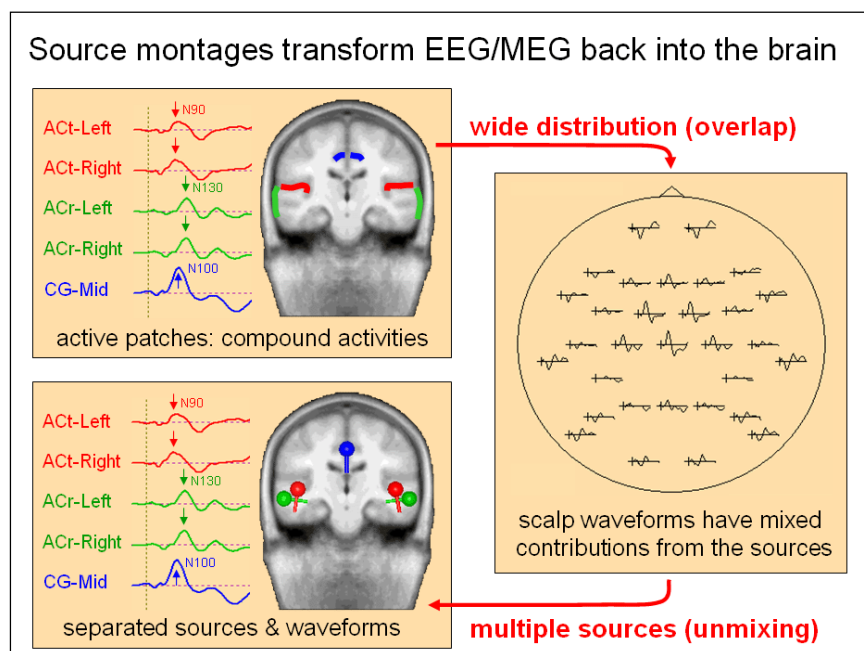 Source montages transform EEG/MEG back into the brain
N90
ACt-Left
ACt-Right
N130
ACr-Left
ACr-Right
N100
CG-Mid
active patches: compound activities
wide distribution (overlap)
scalp waveforms have mixed
contributions from the sources
N90
ACt-Left
ACt-Right
N130
ACr-Left
ACr-Right
N100
CG-Mid
separated sources & waveforms
multiple sources (unmixing)